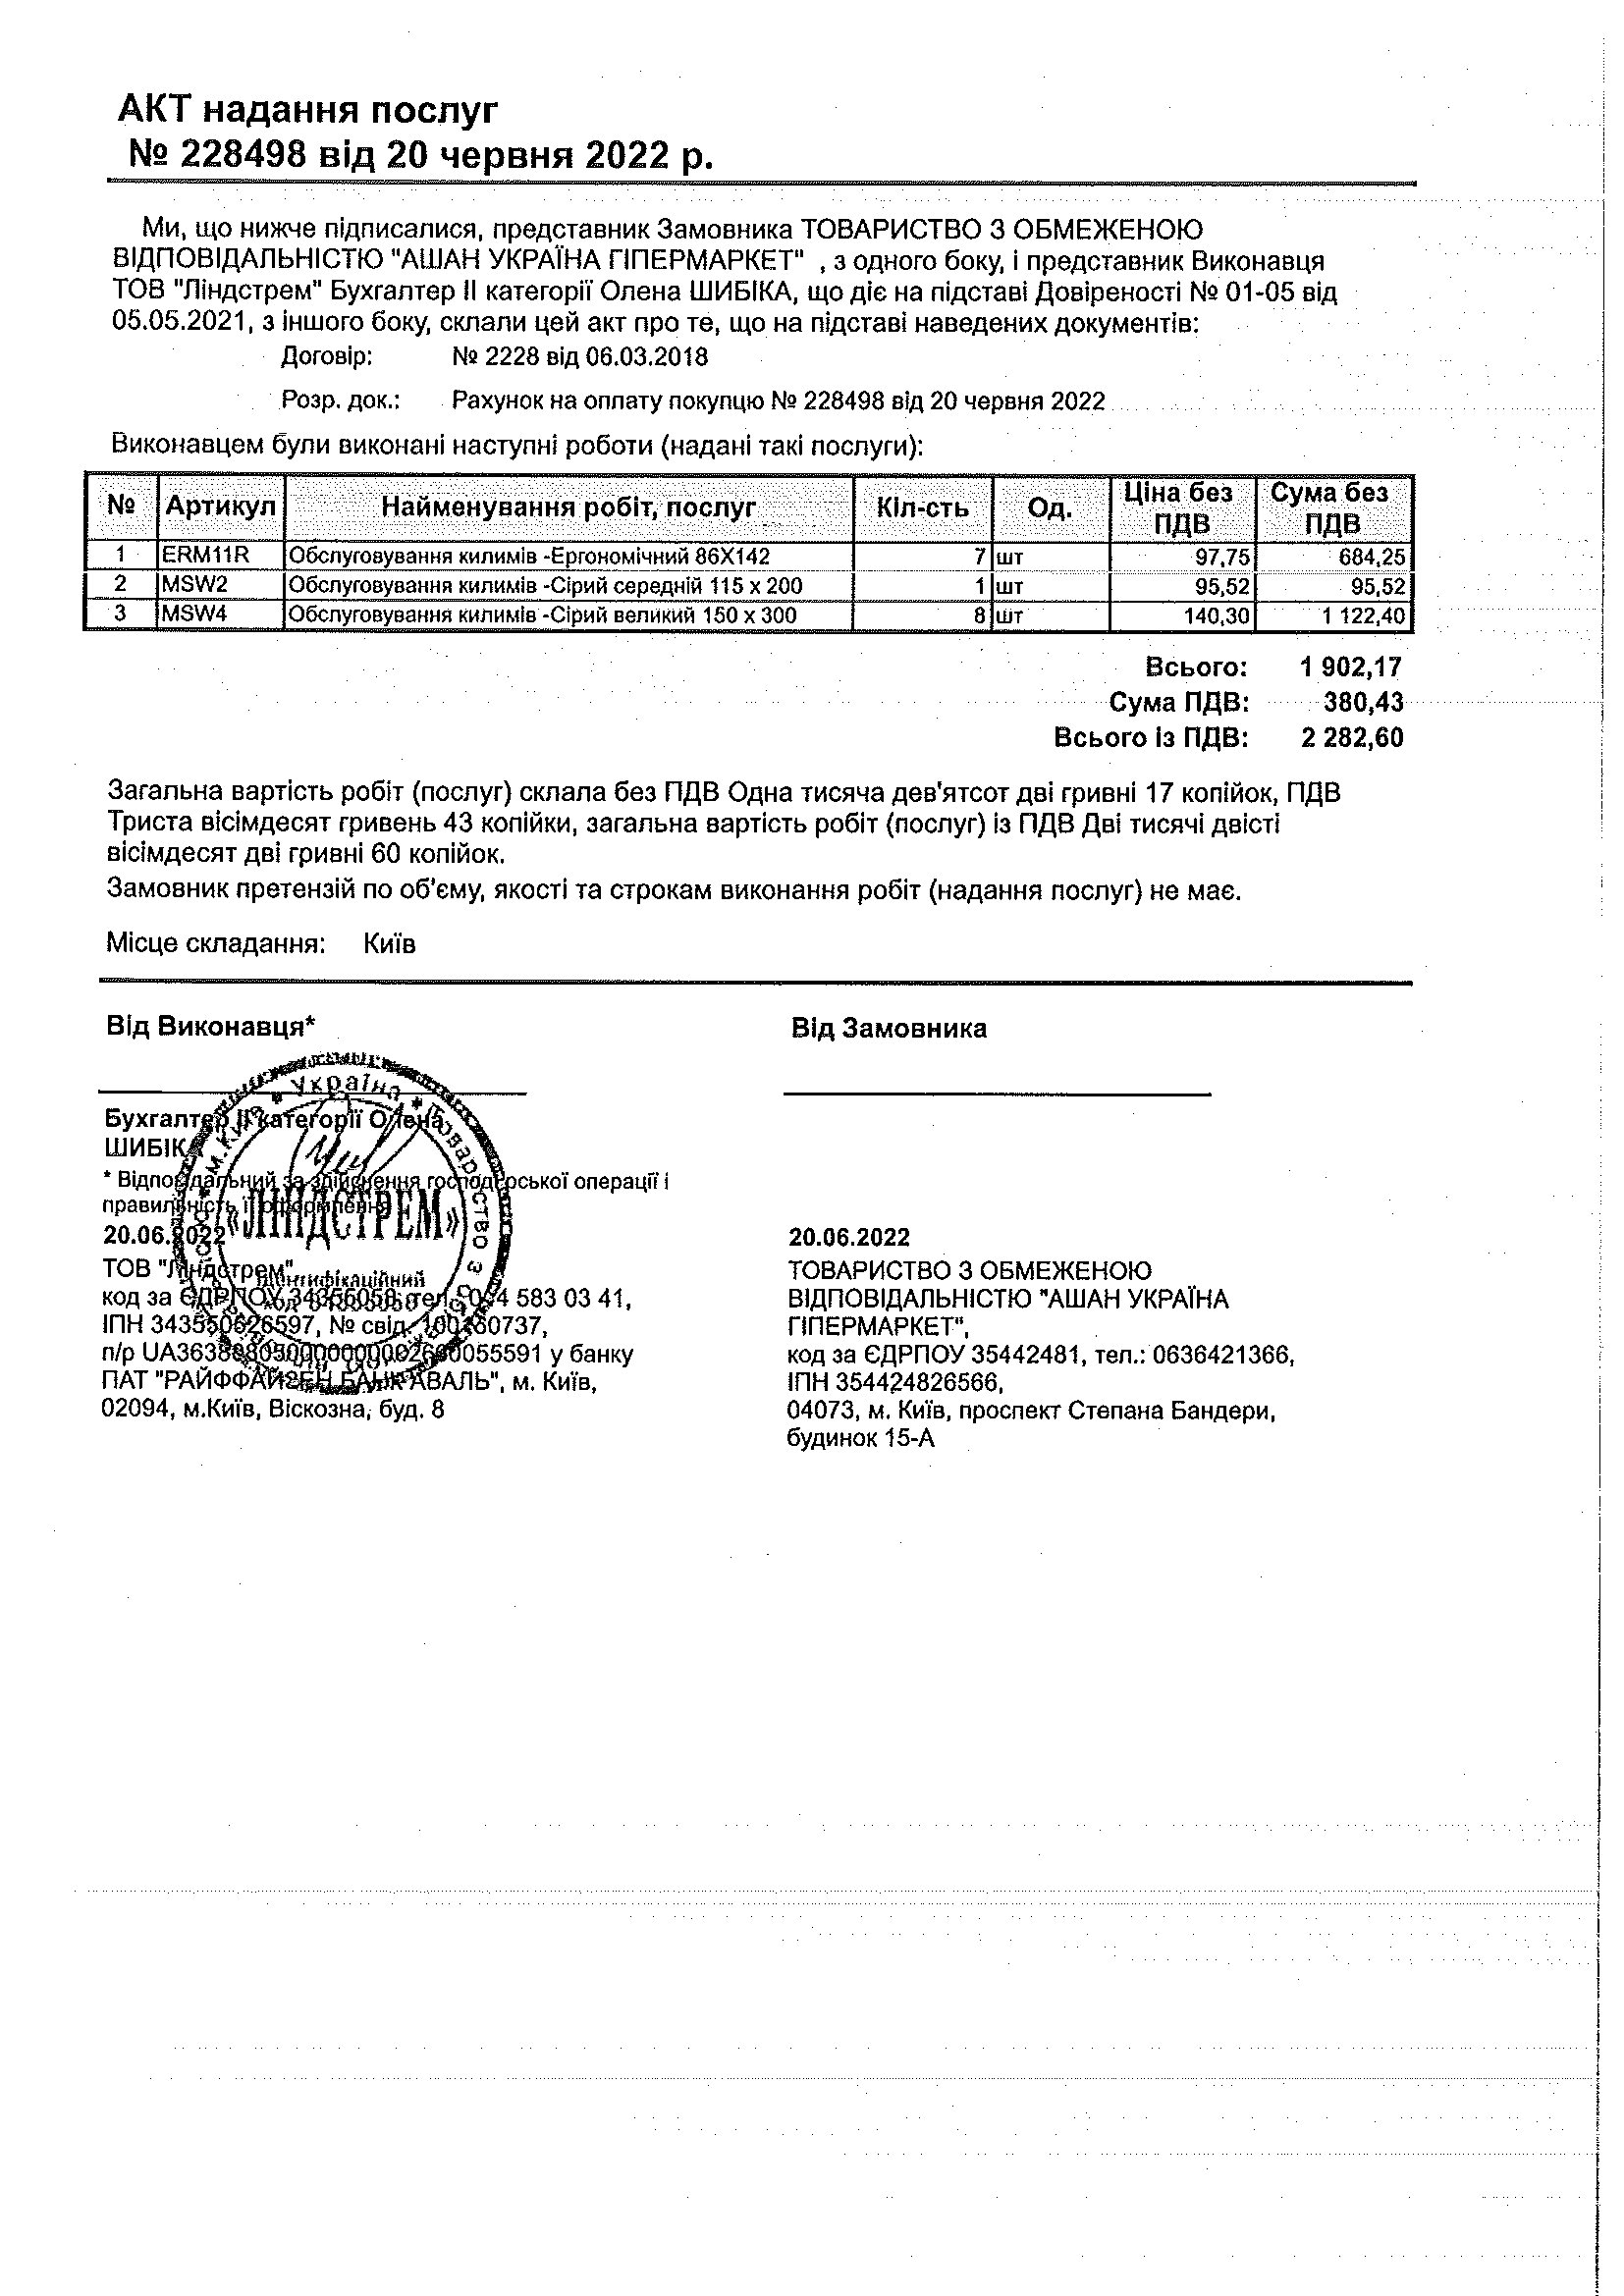 АКТ надання послуг
№ 228498 від 20 червня 2022 р.
Ми, що нижче підписалися, представник Замовника ТОВАРИСТВО З ОБМЕЖЕНОЮ
ВІДПОВІДАЛЬНІСТЮ "АШАН УКРАЇНА ГІПЕРМАРКЕТ" , з одного боку, і представник Виконавця
ТОВ "Ліндстрем" Бухгалтер II категорії Олена ШИБІКА, що діє на підставі Довіреності № 01-05 від
05.05.2021, з іншого боку, склали цей акт про те, що на підставі наведених документів:
Договір: № 2228 від 06.03.2018
Розр. док.: Рахунок на оплату покупцю № 228498 від 20 червня 2022
Виконавцем були виконані наступні роботи (надані такі послуги):
№ Артикул Найменування робіт, послуг Кіл-сть Од. Ціна без ПДВ Сума без ПДВ
1 ERM11R Обслуговування килимів -Ергономічний 86X142 7 шт 97,75 684,25
2 MSW2 Обслуговування килимів -Сірий середній 115 x 200 1 шт 95,52 95,52
3 MSW4 Обслуговування килимів -Сірий великий 150 x 300 8 шт 140,30 1 122,40
Всього: 1 902,17
Сума ПДВ: 380,43
Всього із ПДВ: 2 282,60
Загальна вартість робіт (послуг) склала без ПДВ Одна тисяча дев'ятсот дві гривні 17 копійок, ПДВ
Триста вісімдесят гривень 43 копійки, загальна вартість робіт (послуг) із ПДВ Дві тисячі двісті
вісімдесят дві гривні 60 копійок.
Замовник претензій по об'єму, якості та строкам виконання робіт (надання послуг) не має.
Місце складання: Київ
Від Виконавця*
Бухгалтер II категорії Олена
ШИБІКА
* Відповідальний за здійснення господарської операції і
правильність її оформлення
20.06.2022
ТОВ "Ліндстрем"
код за ЄДРПОУ 34355058, тел.: 044 583 03 41,
ІПН 343550626597, № свід. 100360737,
п/р у банку
ПАТ "РАЙФФАЙЗЕН БАНК АВАЛЬ", м. Київ,
02094, м.Київ, Віскозна, буд. 8
Україна
м.Київ
Товариство з
«ЛІНДСТРЕМ»
Ідентифікаційний
код
Від Замовника
20.06.2022
ТОВАРИСТВО З ОБМЕЖЕНОЮ
ВІДПОВІДАЛЬНІСТЮ "АШАН УКРАЇНА
ГІПЕРМАРКЕТ",
код за ЄДРПОУ 35442481, тел.: 0636421366,
ІПН 354424826566,
04073, м. Київ, проспект Степана Бандери,
будинок 15-А